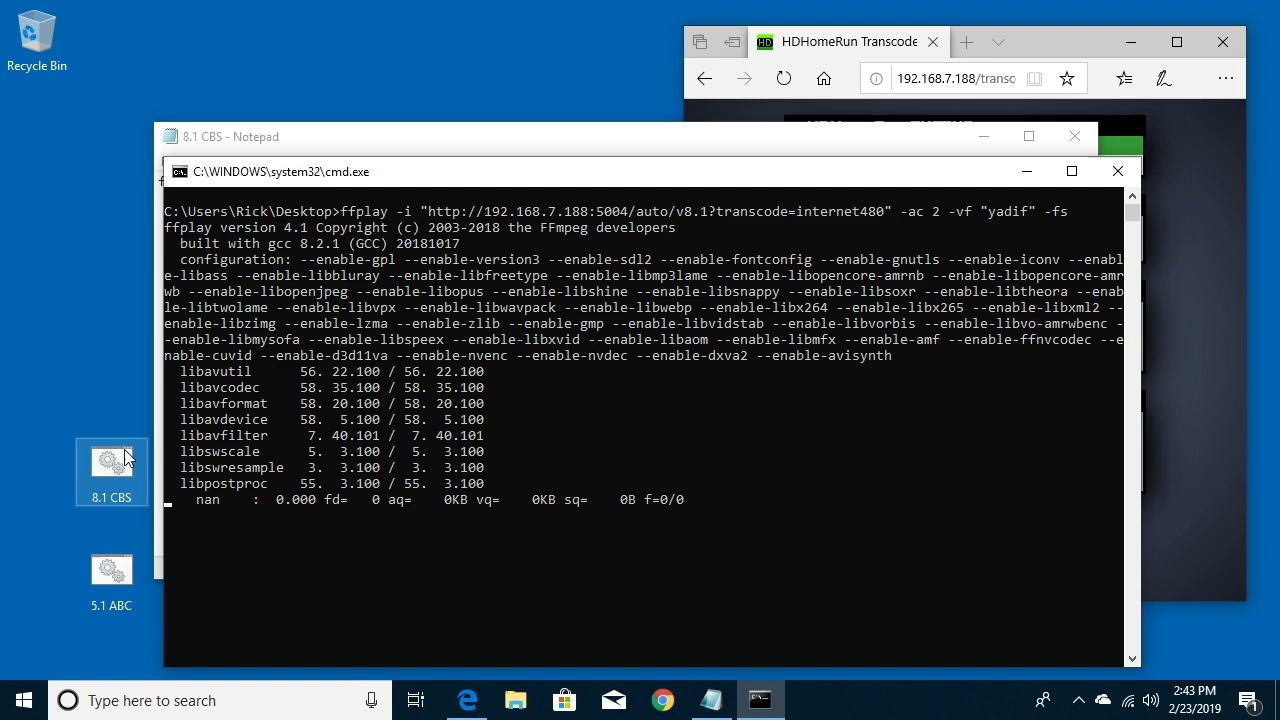 Recycle Bin
HDHomeRun Transcode
192.168.7.188/transc
8.1 CBS - Notepad
C:\WINDOWS\system32\cmd.exe
C:\Users\Rick\Desktop>ffplay -i "http://192.168.7.188:5004/auto/v8.1?transcode=internet480" -ac 2 -vf "yadif" -fs
ffplay version 4.1 Copyright (c) 2003-2018 the FFmpeg developers
built with gcc 8.2.1 (GCC) 20181017
configuration: --enable-gpl --enable-version3 --enable-sdl2 --enable-fontconfig --enable-gnutls --enable-iconv --enabl
e-libass --enable-libbluray --enable-libfreetype --enable-libmp3lame --enable-libopencore-amrnb --enable-libopencore-amr
wb --enable-libopenjpeg --enable-libopus --enable-libshine --enable-libsnappy --enable-libsoxr --enable-libtheora --enab
le-libtwolame --enable-libvpx --enable-libwavpack --enable-libwebp --enable-libx264 --enable-libx265 --enable-libxml2 --
enable-libzimg --enable-lzma --enable-zlib --enable-gmp --enable-libvidstab --enable-libvorbis --enable-libvo-amrwbenc -
-enable-libmysofa --enable-libspeex --enable-libxvid --enable-libaom --enable-libmfx --enable-amf --enable-ffnvcodec --e
nable-cuvid --enable-d3d11va --enable-nvenc --enable-nvdec --enable-dxva2 --enable-avisynth
libavutil      56. 22.100 / 56. 22.100
libavcodec     58. 35.100 / 58. 35.100
libavformat    58. 20.100 / 58. 20.100
libavdevice    58.  5.100 / 58.  5.100
libavfilter     7. 40.101 /  7. 40.101
libswscale      5.  3.100 /  5.  3.100
libswresample   3.  3.100 /  3.  3.100
libpostproc    55.  3.100 / 55.  3.100
nan    :  0.000 fd=   0 aq=    0KB vq=    0KB sq=    0B f=0/0
8.1 CBS
5.1 ABC
Type here to search
2:43 PM
2/23/2019
1